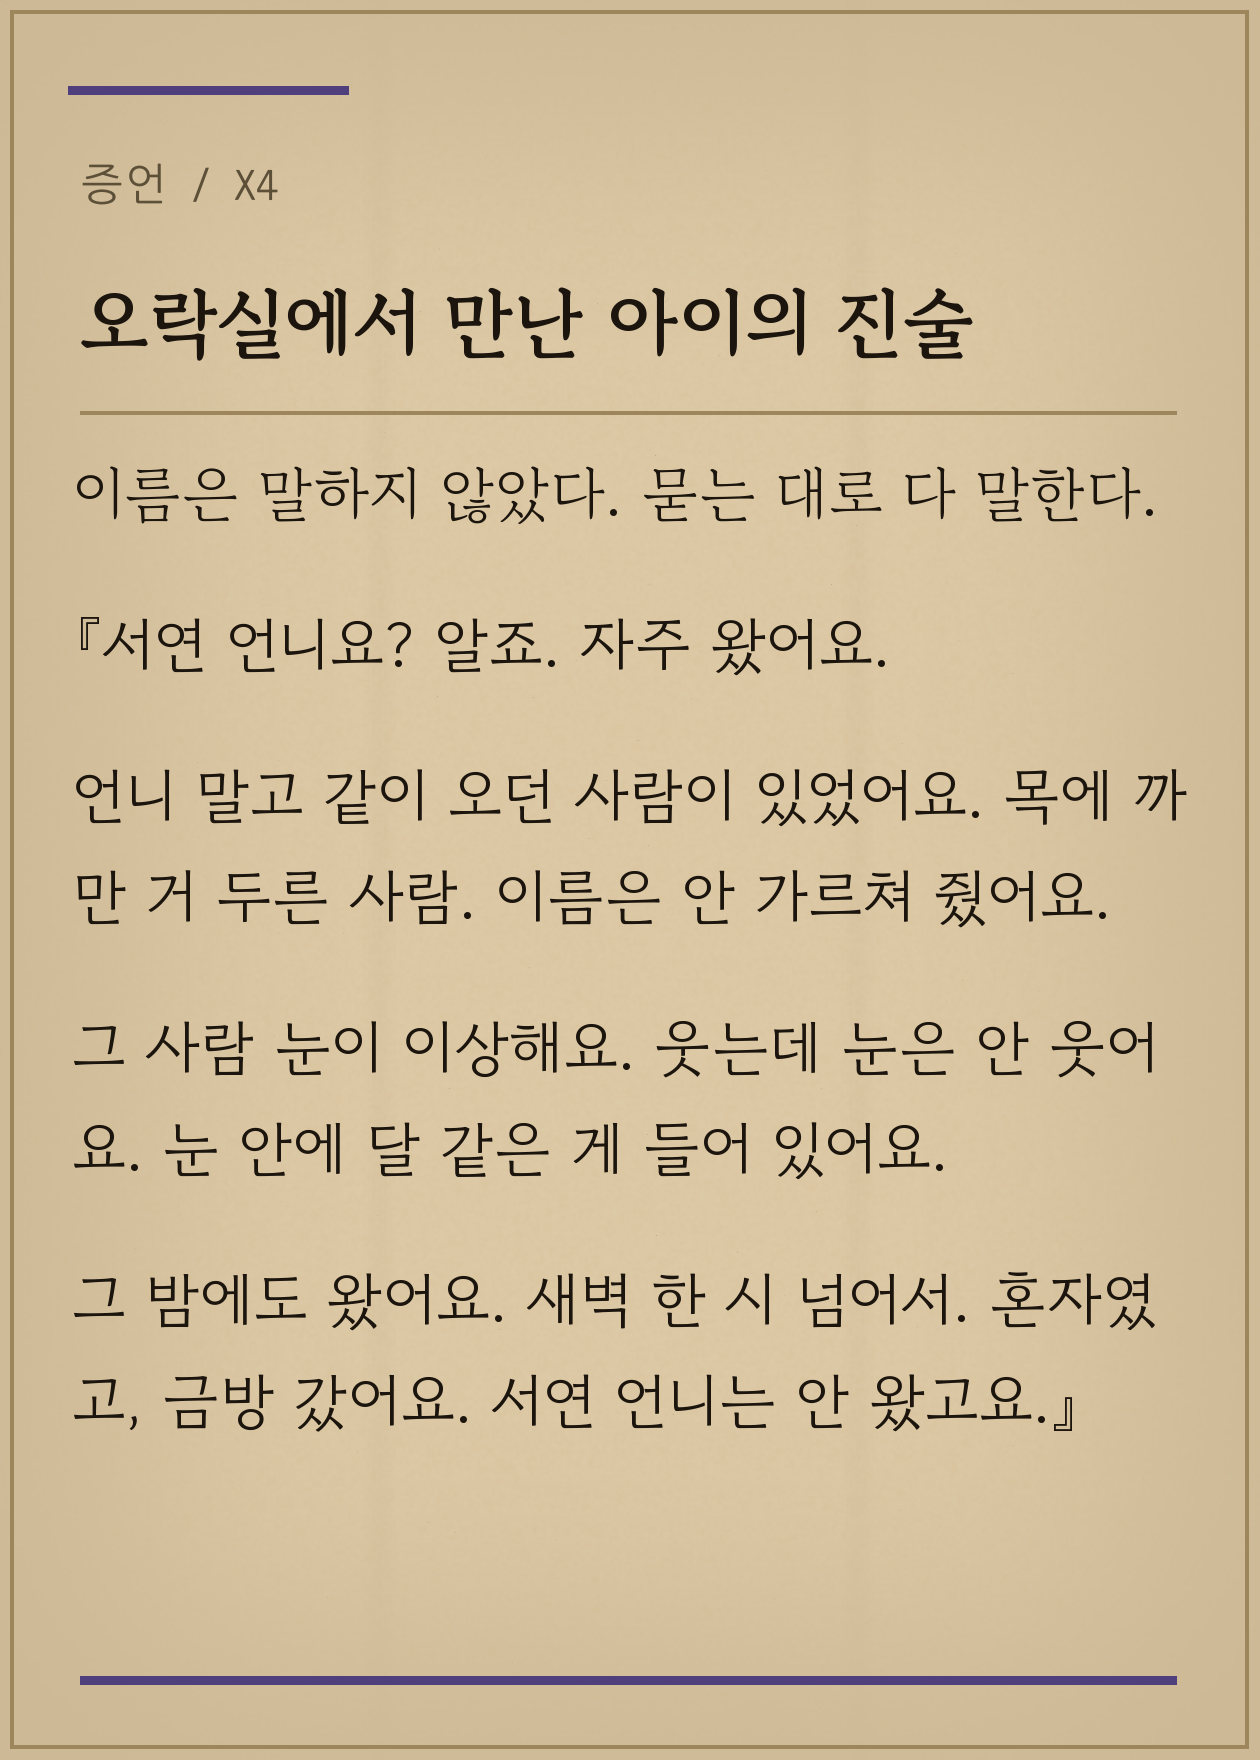 증언 / X4
오락실에서 만난 아이의 진술
이름은 말하지 않았다. 묻는 대로 다 말한다.
『서연 언니요? 알죠. 자주 왔어요.
언니 말고 같이 오던 사람이 있었어요. 목에 까
만 거 두른 사람. 이름은 안 가르쳐 줬어요.
그 사람 눈이 이상해요. 웃는데 눈은 안 웃어
요. 눈 안에 달 같은 게 들어 있어요.
그 밤에도 왔어요. 새벽 한 시 넘어서. 혼자였
고, 금방 갔어요. 서연 언니는 안 왔고요.』